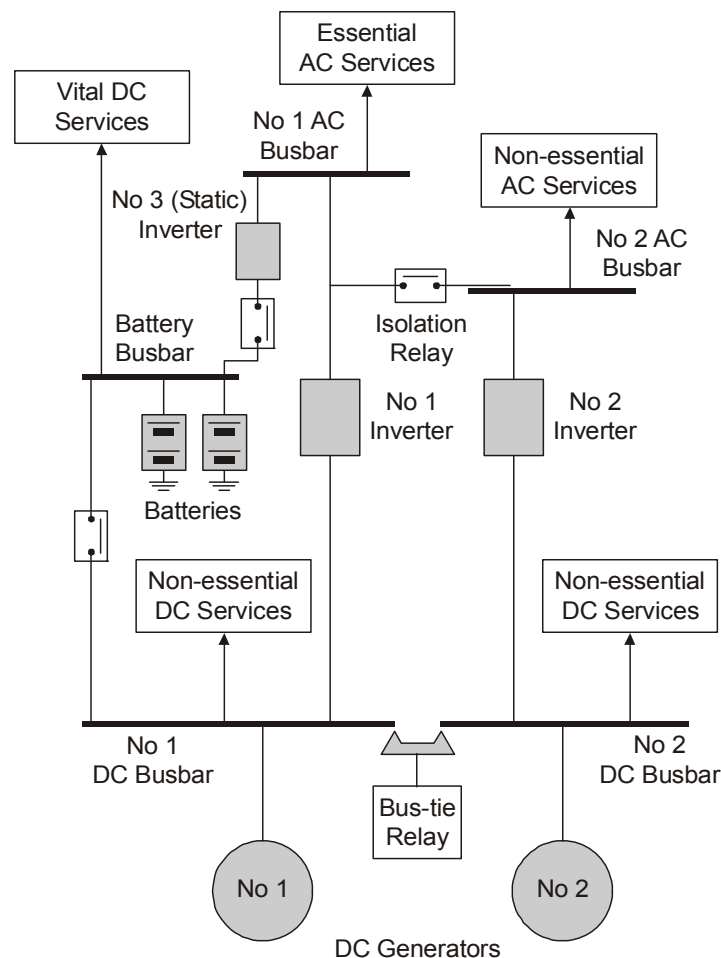 Essential
AC Services
Vital DC
Services
No 1 AC
Busbar
Non-essential
AC Services
No 3 (Static)
Inverter
No 2 AC
Busbar
Battery
Busbar
Isolation
Relay
No 1
Inverter
No 2
Inverter
Batteries
Non-essential
DC Services
Non-essential
DC Services
No 1
DC Busbar
No 2
DC Busbar
Bus-tie
Relay
No 1
No 2
DC Generators